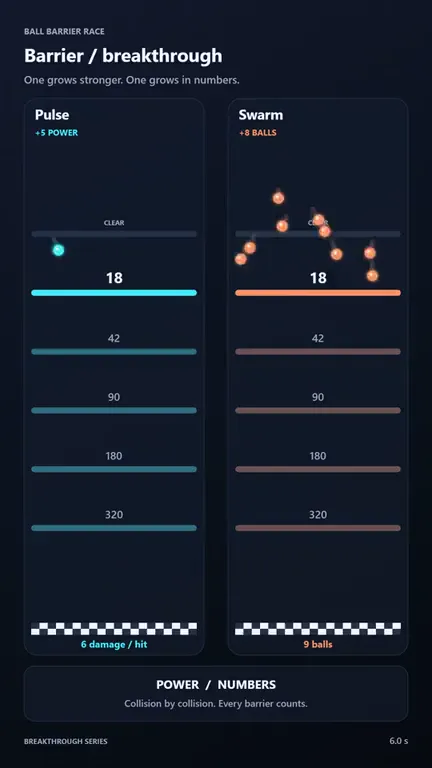 BALL BARRIER RACE
Barrier / breakthrough
One grows stronger. One grows in numbers.
Pulse
+5 POWER
CLEAR
18
42
90
180
320
6 damage / hit
Swarm
+8 BALLS
18
42
90
180
320
9 balls
POWER / NUMBERS
Collision by collision. Every barrier counts.
BREAKTHROUGH SERIES
6.0 s